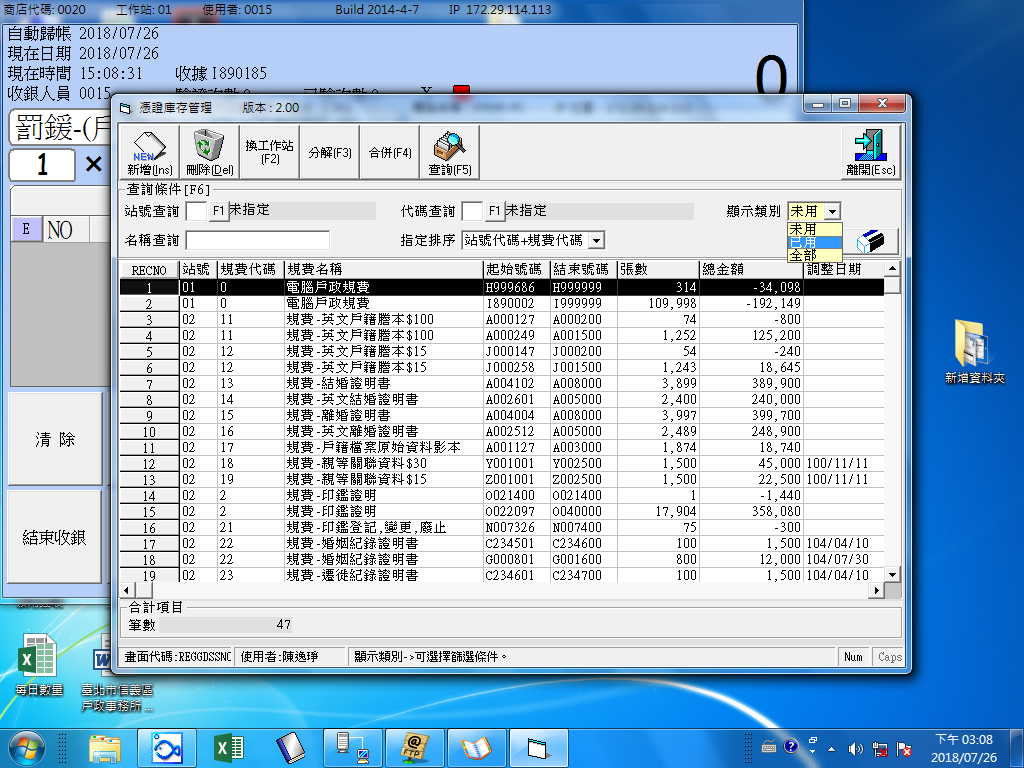 商店代碼: 0020 工作站: 01 使用者: 0015 Build 2014-4-7 IP 172.29.114.113
自動歸帳 2018/07/26
現在日期 2018/07/26
現在時間 15:08:31 收據 I890185
收銀人員 0015
0
罰鍰-(戶
1 ×
E NO
清 除
結束收銀
憑證庫存管理 版本 : 2.00
新增(Ins) 刪除(Del) 換工作站(F2) 分解(F3) 合併(F4) 查詢(F5) 離開(Esc)
查詢條件[F6]
站號查詢 F1 未指定 代碼查詢 F1 未指定 顯示類別 未用
名稱查詢 指定排序 站號代碼+規費代碼
未用
已用
全部
RECNO 站號 規費代碼 規費名稱 起始號碼 結束號碼 張數 總金額 調整日期
1 01 0 電腦戶政規費 H999686 H999999 314 -34,098
2 01 0 電腦戶政規費 I890002 I999999 109,998 -192,149
3 02 11 規費-英文戶籍謄本$100 A000127 A000200 74 -800
4 02 11 規費-英文戶籍謄本$100 A000249 A001500 1,252 125,200
5 02 12 規費-英文戶籍謄本$15 J000147 J000200 54 -240
6 02 12 規費-英文戶籍謄本$15 J000258 J001500 1,243 18,645
7 02 13 規費-結婚證明書 A004102 A008000 3,899 389,900
8 02 14 規費-英文結婚證明書 A002601 A005000 2,400 240,000
9 02 15 規費-離婚證明書 A004004 A008000 3,997 399,700
10 02 16 規費-英文離婚證明書 A002512 A005000 2,489 248,900
11 02 17 規費-戶籍檔案原始資料影本 A001127 A003000 1,874 18,740
12 02 18 規費-親等關聯資料$30 Y001001 Y002500 1,500 45,000 100/11/11
13 02 19 規費-親等關聯資料$15 Z001001 Z002500 1,500 22,500 100/11/11
14 02 2 規費-印鑑證明 O021400 O021400 1 -1,440
15 02 2 規費-印鑑證明 O022097 O040000 17,904 358,080
16 02 21 規費-印鑑登記,變更,廢止 N007326 N007400 75 -300
17 02 22 規費-婚姻紀錄證明書 C234501 C234600 100 1,500 104/04/10
18 02 22 規費-婚姻紀錄證明書 G000801 G001600 800 12,000 104/07/30
19 02 23 規費-遷徙紀錄證明書 C234601 C234700 100 1,500 104/04/10
合計項目
筆數 47
畫面代碼:REGGDSSNO 使用者:陳逸琤 顯示類別->可選擇篩選條件。 Num Caps
新增資料夾
每日數量
臺北市信義區
戶政事務所...
下午 03:08
2018/07/26